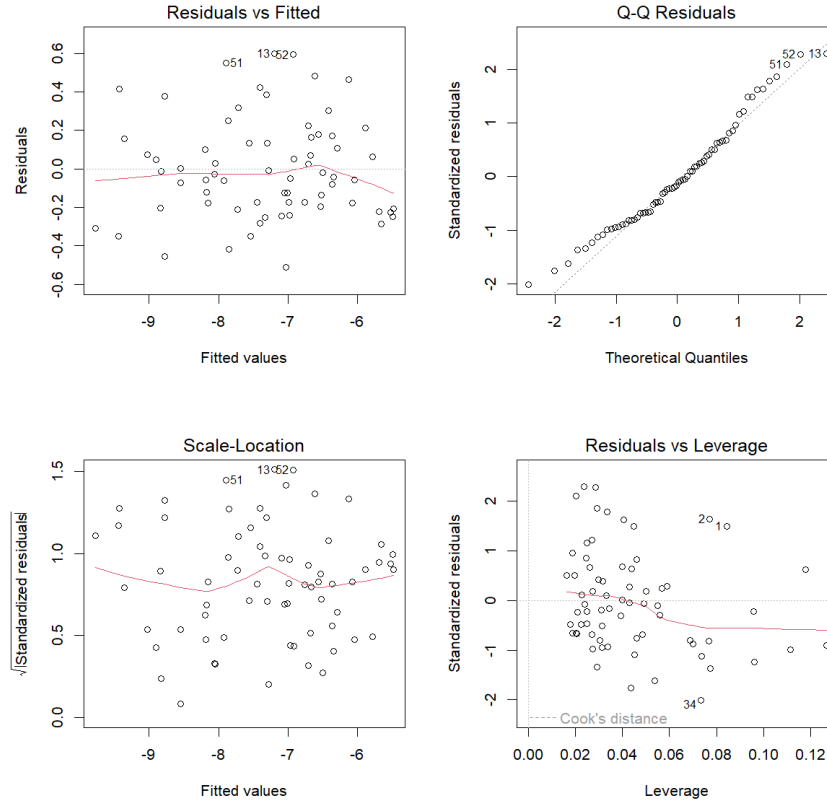 Residuals vs Fitted
Residuals
0.6
0.4
0.2
0.0
-0.2
-0.4
-0.6
13 52
51
-9 -8 -7 -6
Fitted values
Q-Q Residuals
Standardized residuals
2
1
0
-1
-2
52 13
51
-2 -1 0 1 2
Theoretical Quantiles
Scale-Location
√|Standardized residuals|
1.5
1.0
0.5
0.0
13 52
51
-9 -8 -7 -6
Fitted values
Residuals vs Leverage
Standardized residuals
2
1
0
-1
-2
2
1
34
Cook's distance
0.00 0.02 0.04 0.06 0.08 0.10 0.12
Leverage